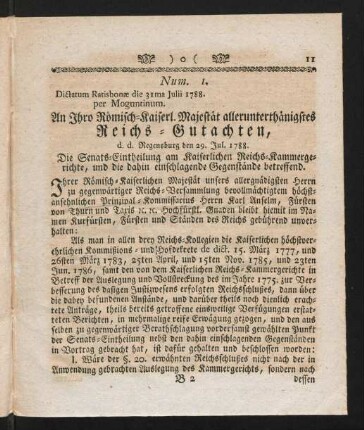 ) o (
11
Num. 1.
Dictatum Ratisbonæ die 31ma Julii 1788.
per Moguntinum.
An Ihro Römisch-Kaiserl. Majestät allerunterthänigstes
Reichs-Gutachten,
d. d. Regensburg den 29. Jul. 1788.
Die Senats-Eintheilung am Kaiserlichen Reichs-Kammerge-
richte, und die dahin einschlagende Gegenstände betreffend.
Ihrer Römisch-Kaiserlichen Majestät unsers allergnädigsten Herrn
zu gegenwärtiger Reichs-Versammlung bevollmächtigtem höchst-
ansehnlichen Prinzipal-Kommissarius Herrn Karl Anselm, Fürsten
von Thurn und Taxis ꝛc. ꝛc. Hochfürstl. Gnaden bleibt hiemit im Na-
men Kurfürsten, Fürsten und Ständen des Reichs gebührend unver-
halten:
Als man in allen drey Reichs-Kollegien die Kaiserlichen höchstver-
ehrlichen Kommissions- und Hofdekrete de dict. 15. März 1777, und
26sten März 1783, 25sten April, und 15ten Nov. 1785, und 23sten
Jun. 1786, samt den von dem Kaiserlichen Reichs-Kammergerichte in
Betreff der Auslegung und Vollstreckung des im Jahre 1775. zur Ver-
besserung des dasigen Justizwesens erfolgten Reichsschlußes, dann über
die dabey befundenen Anstände, und darüber theils noch dienlich erach-
tete Anträge, theils bereits getroffene einsweilige Verfügungen erstat-
teten Berichten, in mehrmalige reife Erwägung gezogen, und den aus
selben zu gegenwärtiger Berathschlagung vordersamst gewählten Punkt
der Senats-Eintheilung nebst den dahin einschlagenden Gegenständen
in Vortrag gebracht hat, ist dafür gehalten und beschlossen worden:
I. Wäre der §. 20. erwähnten Reichsschlußes nicht nach der in
Anwendung gebrachten Auslegung des Kammergerichts, sondern nach
B 2
dessen